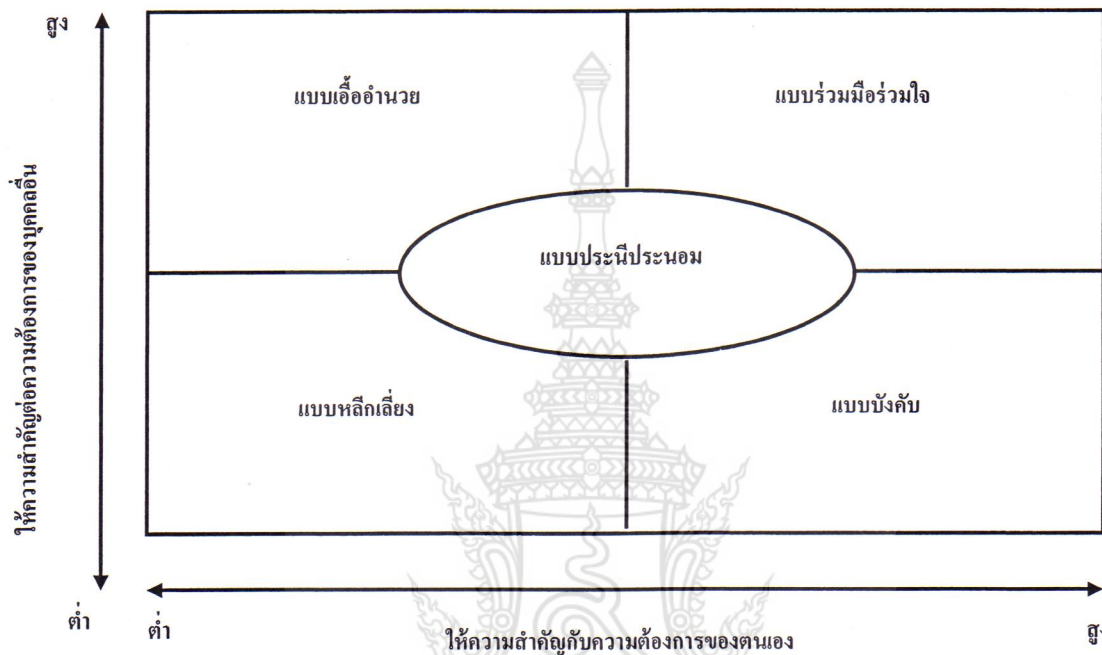 สูง
แบบเอื้ออำนวย
แบบร่วมมือร่วมใจ
ให้ความสำคัญต่อความต้องการของบุคคลอื่น
แบบประนีประนอม
แบบหลีกเลี่ยง
แบบบังคับ
ต่ำ
ต่ำ
ให้ความสำคัญกับความต้องการของตนเอง
สูง